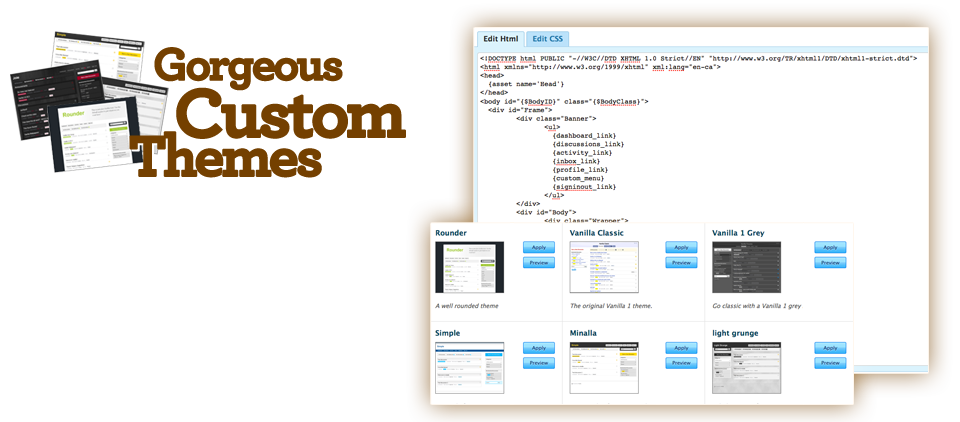 Gorgeous
Custom
Themes
Rounder
Edit Html
Edit CSS
<!DOCTYPE html PUBLIC "-//W3C//DTD XHTML 1.0 Strict//EN" "http://www.w3.org/TR/xhtml1/DTD/xhtml1-strict.dtd">
<html xmlns="http://www.w3.org/1999/xhtml" xml:lang="en-ca">
<head>
{asset name='Head'}
</head>
<body id="{$BodyID}" class="{$BodyClass}">
<div id="Frame">
<div class="Banner">
<ul>
{dashboard_link}
{discussions_link}
{activity_link}
{inbox_link}
{profile_link}
{custom_menu}
{signinout_link}
</ul>
</div>
<div id="Body">
<div class="Wrapper">
Rounder
Rounder
Apply
Preview
A well rounded theme
Vanilla Classic
Apply
Preview
The original Vanilla 1 theme.
Vanilla 1 Grey
Apply
Preview
Go classic with a Vanilla 1 grey
Simple
Apply
Preview
Minalla
Apply
Preview
light grunge
Apply
Preview